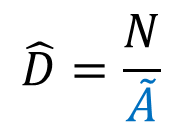 D̂ = N / Ã